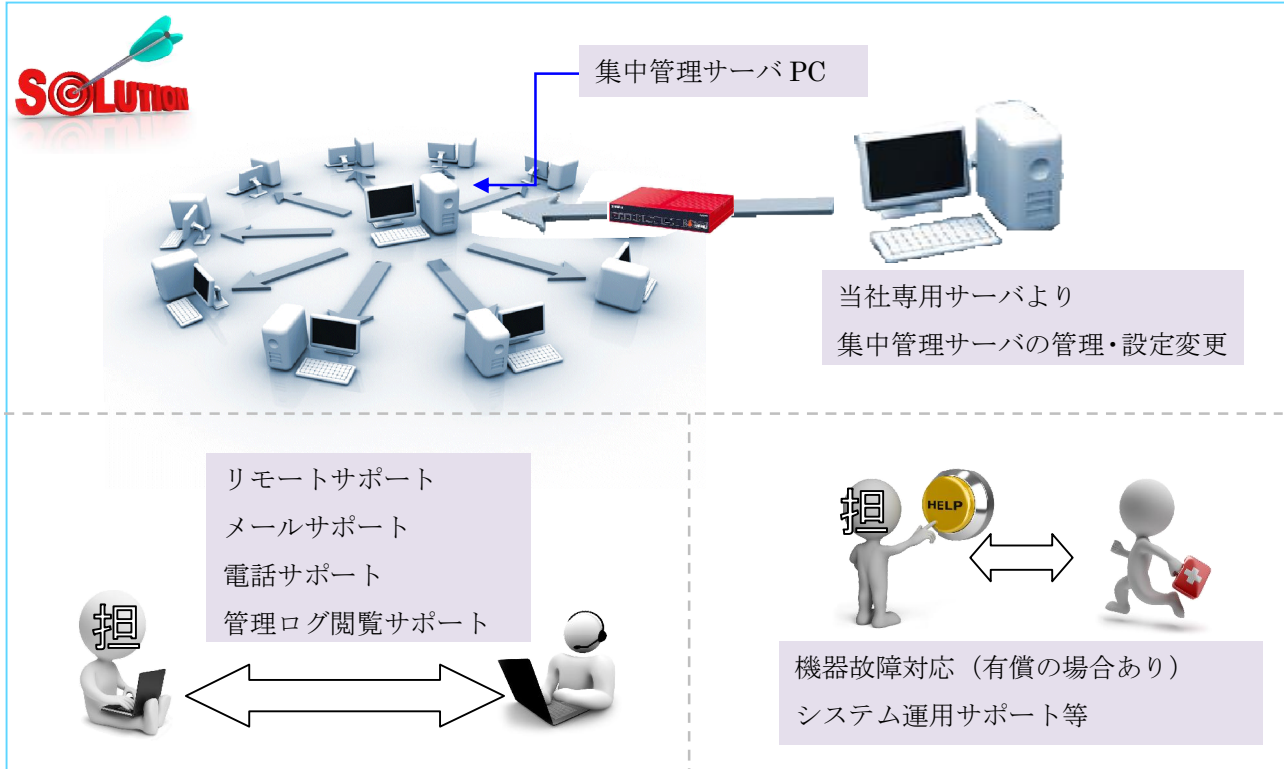 SOLUTION
集中管理サーバ PC
当社専用サーバより
集中管理サーバの管理・設定変更
リモートサポート
メールサポート
電話サポート
管理ログ閲覧サポート
担
担
HELP
機器故障対応（有償の場合あり）
システム運用サポート等